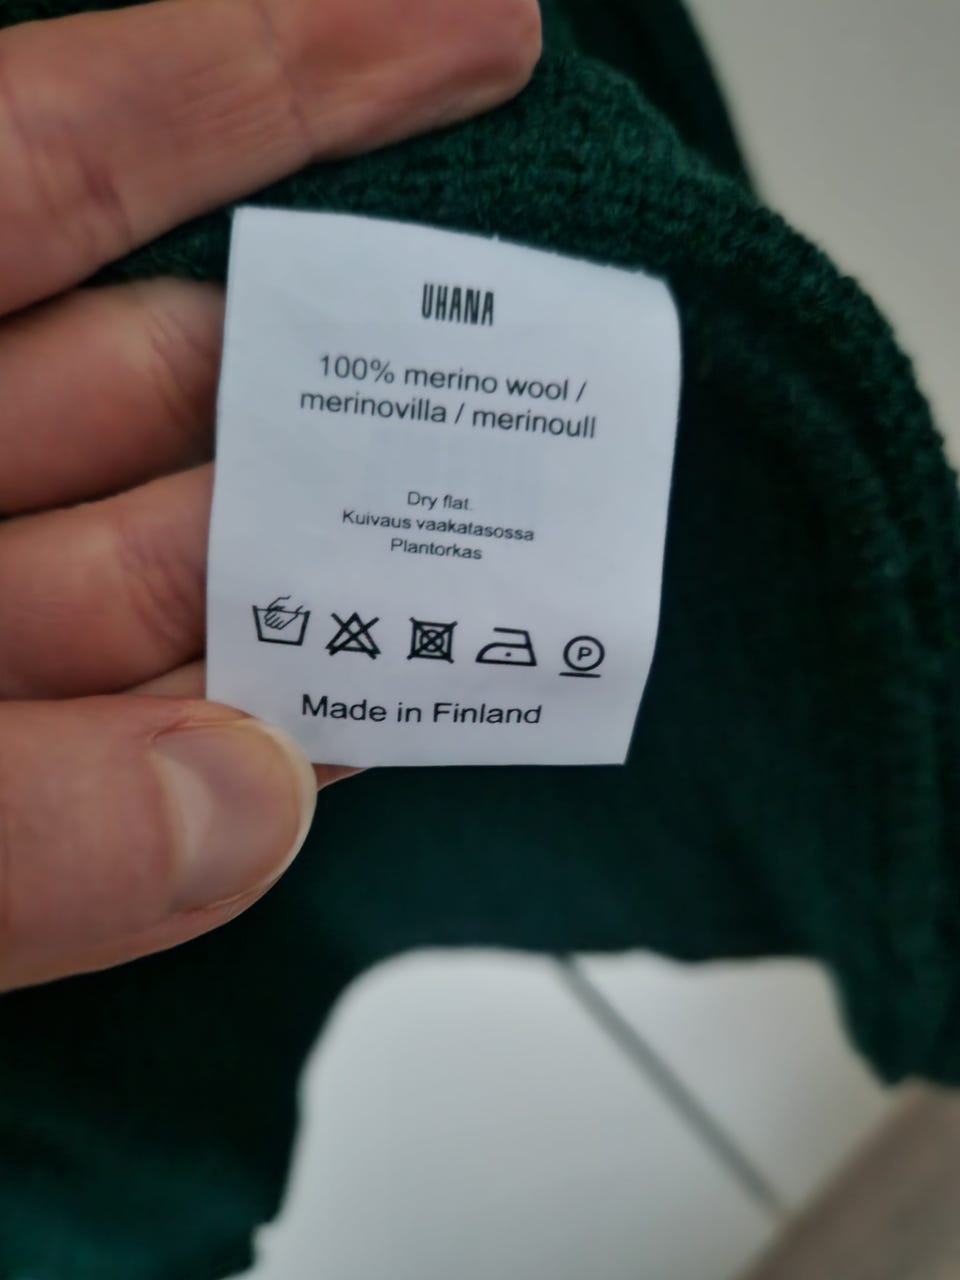 UHANA
100% merino wool /
merinovilla / merinoull
Dry flat.
Kuivaus vaakatasossa
Plantorkas
P
Made in Finland